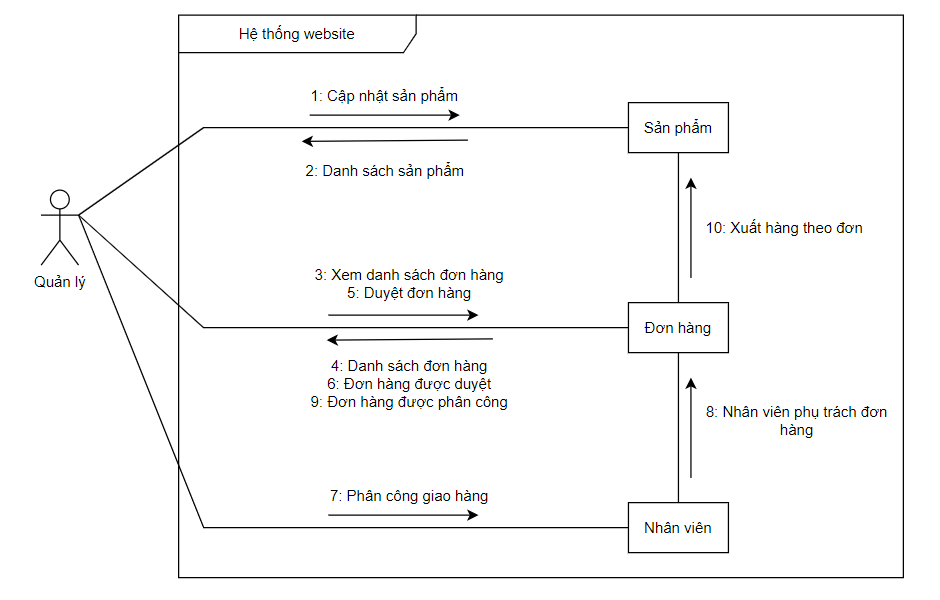 Hệ thống website
1: Cập nhật sản phẩm
Sản phẩm
2: Danh sách sản phẩm
10: Xuất hàng theo đơn
Quản lý
3: Xem danh sách đơn hàng
5: Duyệt đơn hàng
Đơn hàng
4: Danh sách đơn hàng
6: Đơn hàng được duyệt
9: Đơn hàng được phân công
8: Nhân viên phụ trách đơn
hàng
7: Phân công giao hàng
Nhân viên